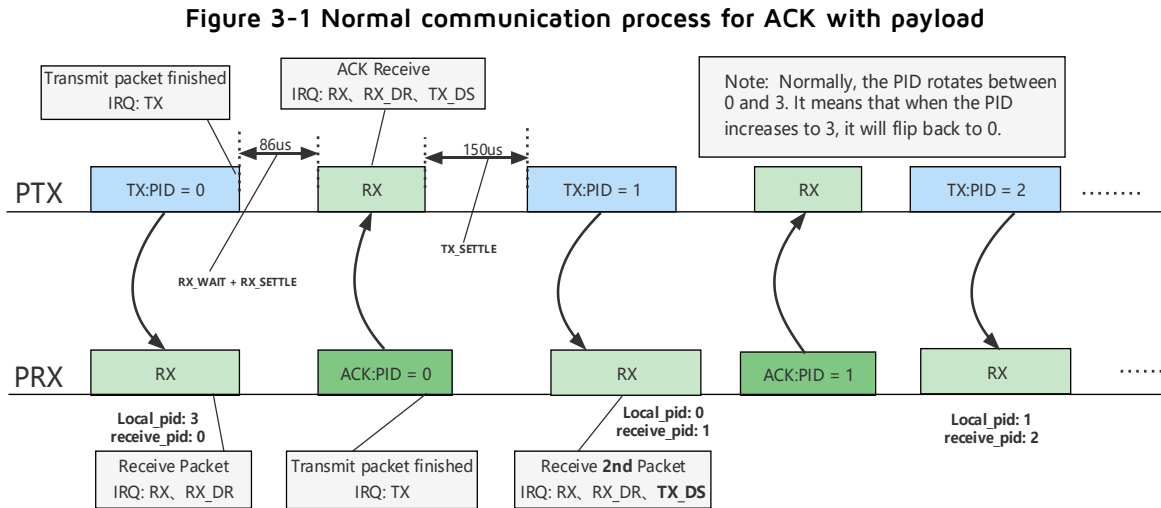 Figure 3-1 Normal communication process for ACK with payload
Transmit packet finished
IRQ: TX
ACK Receive
IRQ: RX、RX_DR、TX_DS
Note: Normally, the PID rotates between
0 and 3. It means that when the PID
increases to 3, it will flip back to 0.
86us
150us
PTX
TX:PID = 0
RX
TX:PID = 1
RX
TX:PID = 2
........
TX_SETTLE
RX_WAIT + RX_SETTLE
PRX
RX
ACK:PID = 0
RX
ACK:PID = 1
RX
......
Local_pid: 3
receive_pid: 0
Local_pid: 0
receive_pid: 1
Local_pid: 1
receive_pid: 2
Receive Packet
IRQ: RX、RX_DR
Transmit packet finished
IRQ: TX
Receive 2nd Packet
IRQ: RX、RX_DR、TX_DS